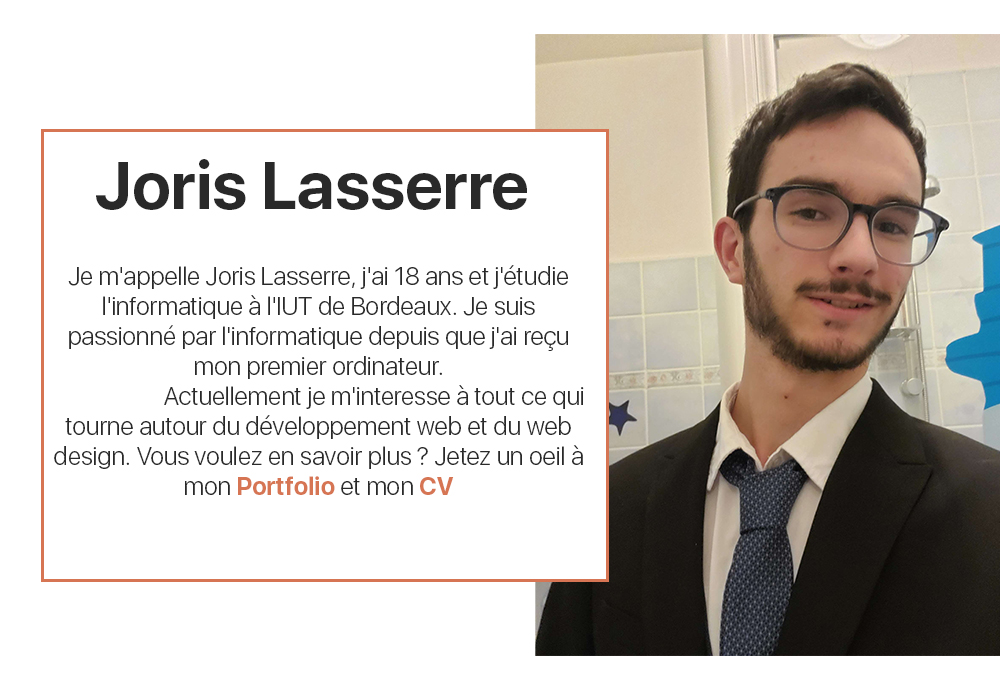 Joris Lasserre
Je m'appelle Joris Lasserre, j'ai 18 ans et j'étudie
l'informatique à l'IUT de Bordeaux. Je suis
passionné par l'informatique depuis que j'ai reçu
mon premier ordinateur.
Actuellement je m'interesse à tout ce qui
tourne autour du développement web et du web
design. Vous voulez en savoir plus ? Jetez un oeil à
mon Portfolio et mon CV